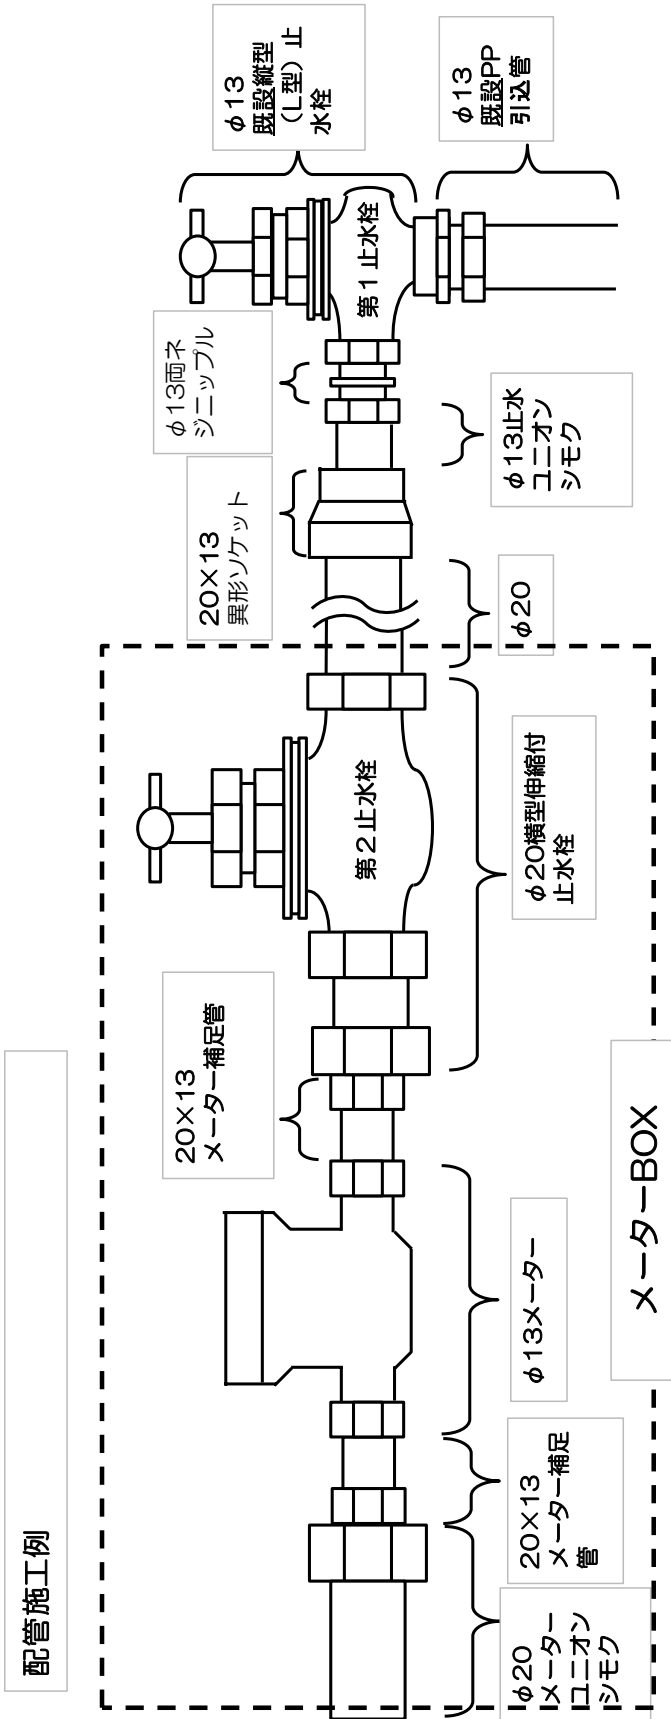 配管施工例
φ13
既設縦型
（L型）止
水栓
φ13
既設PP
引込管
第１止水栓
φ13両ネ
ジニップル
φ13止水
ユニオン
シモク
20×13
異形ソケット
φ20
第２止水栓
φ20横型伸縮付
止水栓
20×13
メーター補足管
φ13メーター
メーターBOX
20×13
メーター補足
管
φ20
メーター
ユニオン
シモク